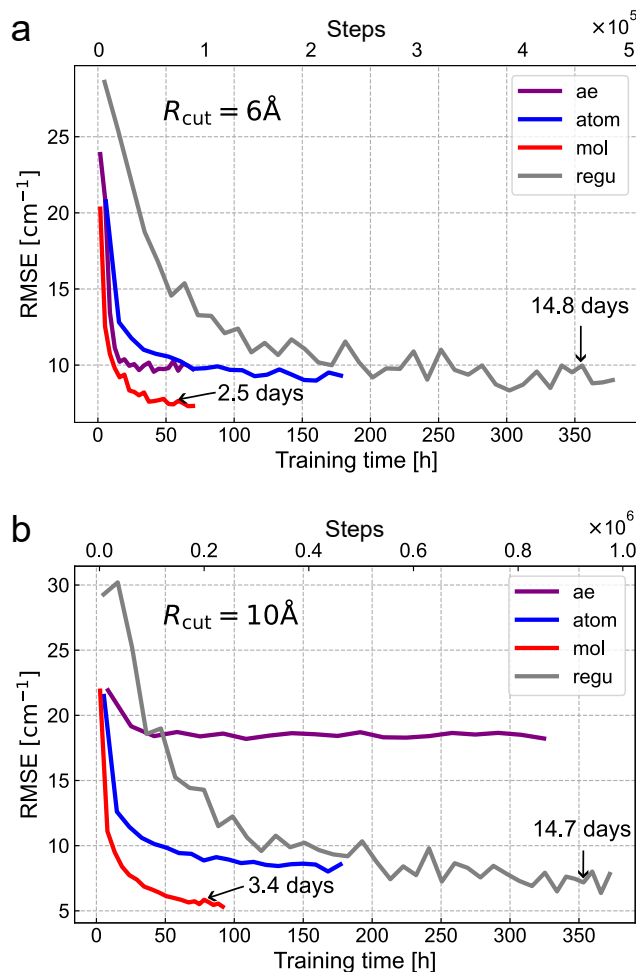 a
Steps
×10⁵
0 1 2 3 4 5
R_cut = 6Å
ae
atom
mol
regu
25
20
15
10
RMSE [cm⁻¹]
14.8 days
2.5 days
0 50 100 150 200 250 300 350
Training time [h]
b
Steps
×10⁶
0.0 0.2 0.4 0.6 0.8 1.0
R_cut = 10Å
ae
atom
mol
regu
30
25
20
15
10
5
RMSE [cm⁻¹]
14.7 days
3.4 days
0 50 100 150 200 250 300 350
Training time [h]